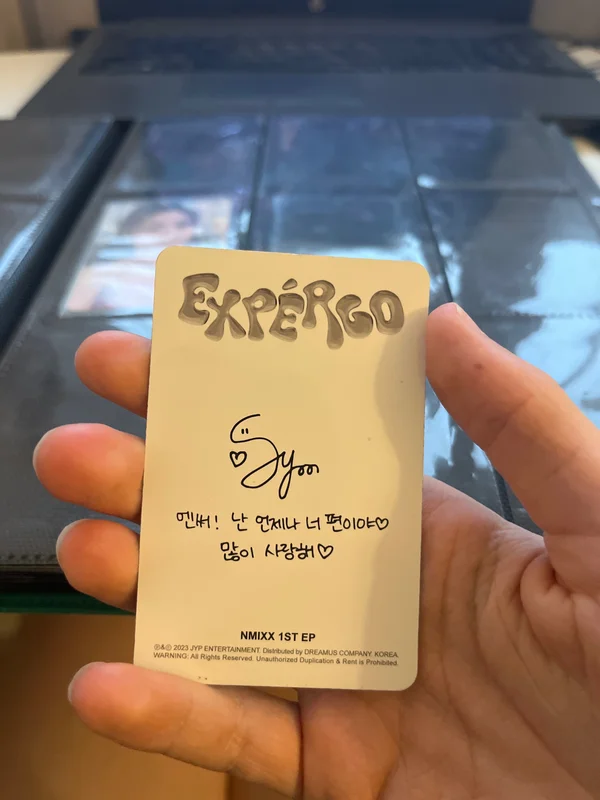 EXPÉRGO
Sym
엔써! 난 언제나 너 편이야♡
많이 사랑해♡
NMIXX 1ST EP
℗&© 2023 JYP ENTERTAINMENT. Distributed by DREAMUS COMPANY. KOREA.
WARNING: All Rights Reserved. Unauthorized Duplication & Rent is Prohibited.